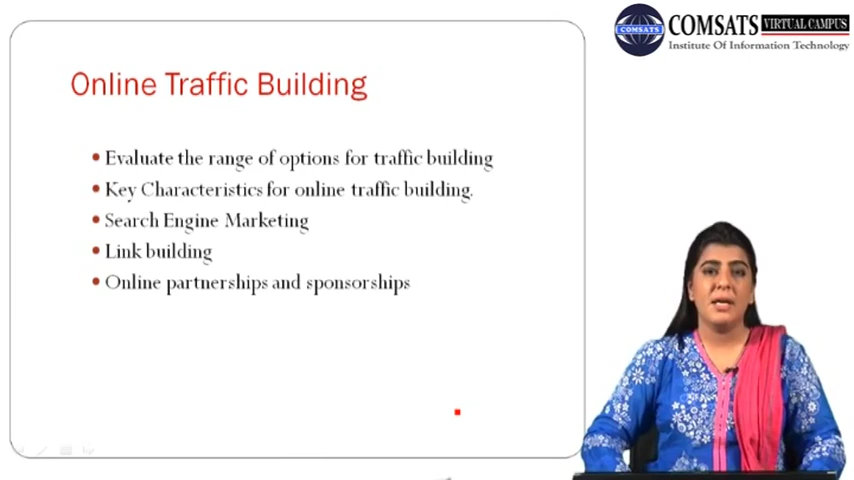 COMSATS VIRTUAL CAMPUS
Institute Of Information Technology
COMSATS
Online Traffic Building
• Evaluate the range of options for traffic building
• Key Characteristics for online traffic building.
• Search Engine Marketing
• Link building
• Online partnerships and sponsorships